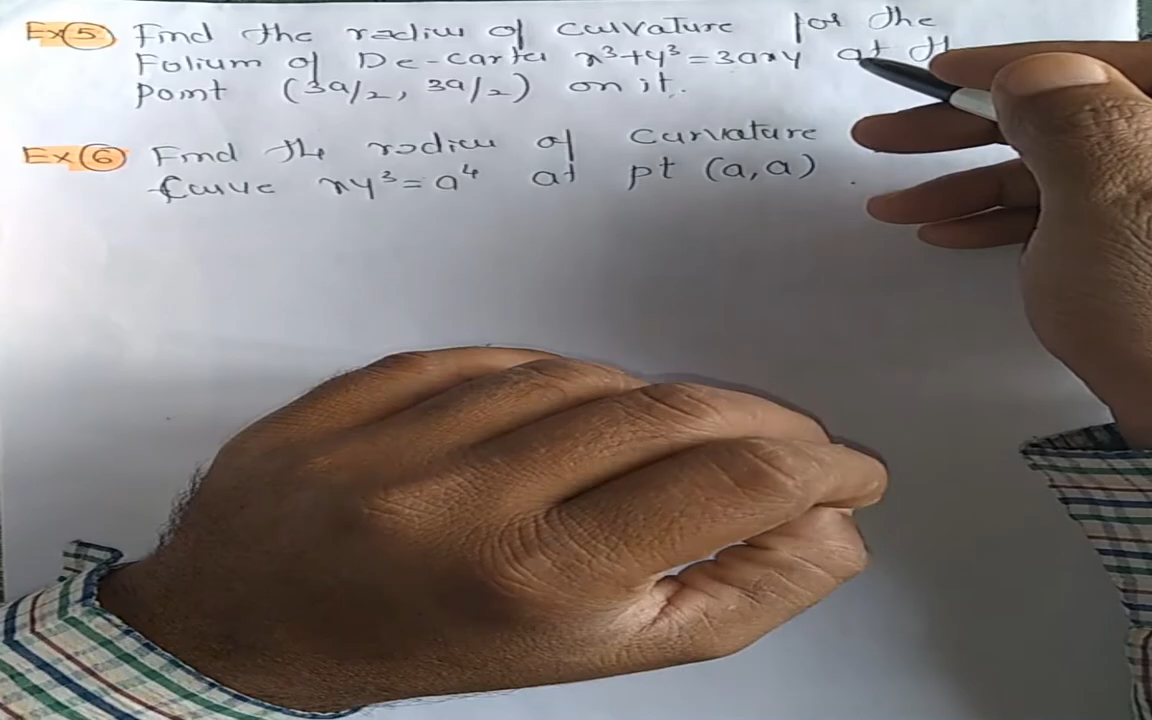 Ex 5 Find the radius of curvature for the
Folium of De-cartes x³+y³=3axy at
point (3a/2, 3a/2) on it.
Ex 6 Find the radius of curvature
Curve xy³=a⁴ at pt (a,a)